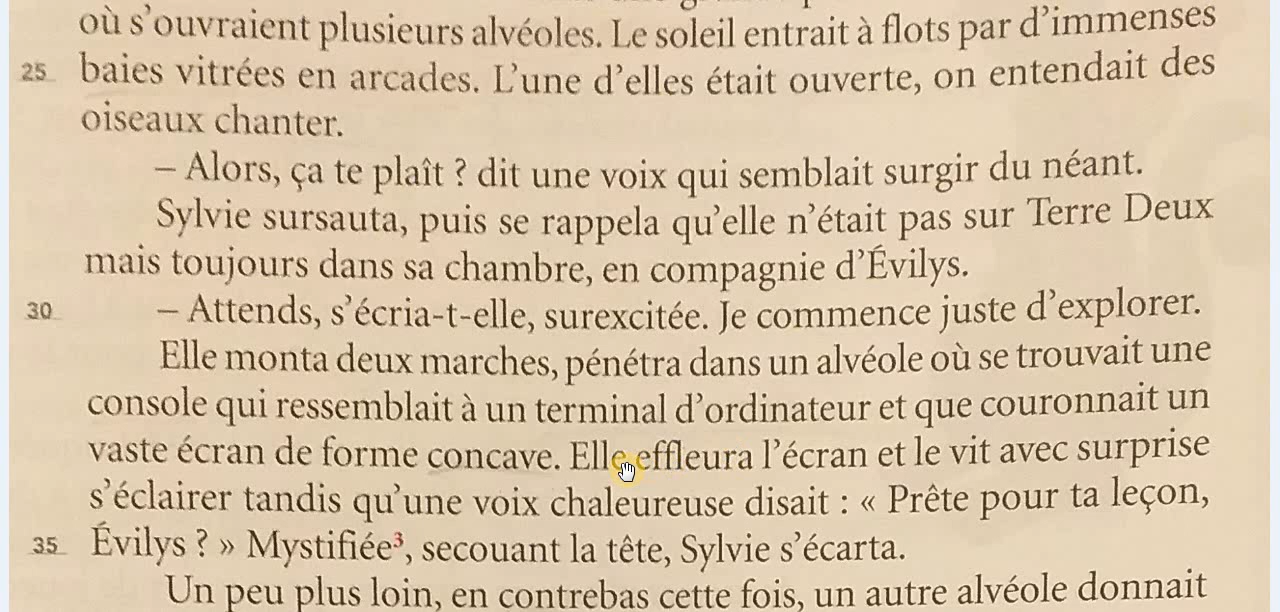 où s'ouvraient plusieurs alvéoles. Le soleil entrait à flots par d'immenses
25 baies vitrées en arcades. L'une d'elles était ouverte, on entendait des
oiseaux chanter.
– Alors, ça te plaît ? dit une voix qui semblait surgir du néant.
Sylvie sursauta, puis se rappela qu'elle n'était pas sur Terre Deux
mais toujours dans sa chambre, en compagnie d'Évilys.
30 – Attends, s'écria-t-elle, surexcitée. Je commence juste d'explorer.
Elle monta deux marches, pénétra dans un alvéole où se trouvait une
console qui ressemblait à un terminal d'ordinateur et que couronnait un
vaste écran de forme concave. Elle effleura l'écran et le vit avec surprise
s'éclairer tandis qu'une voix chaleureuse disait : « Prête pour ta leçon,
35 Évilys ? » Mystifiée³, secouant la tête, Sylvie s'écarta.
Un peu plus loin, en contrebas cette fois, un autre alvéole donnait